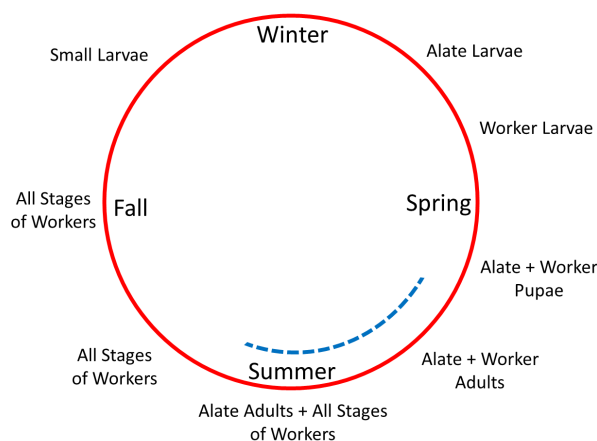 Winter
Alate Larvae
Worker Larvae
Spring
Alate + Worker
Pupae
Alate + Worker
Adults
Summer
Alate Adults + All Stages
of Workers
All Stages
of Workers
All Stages
of Workers
Fall
Small Larvae